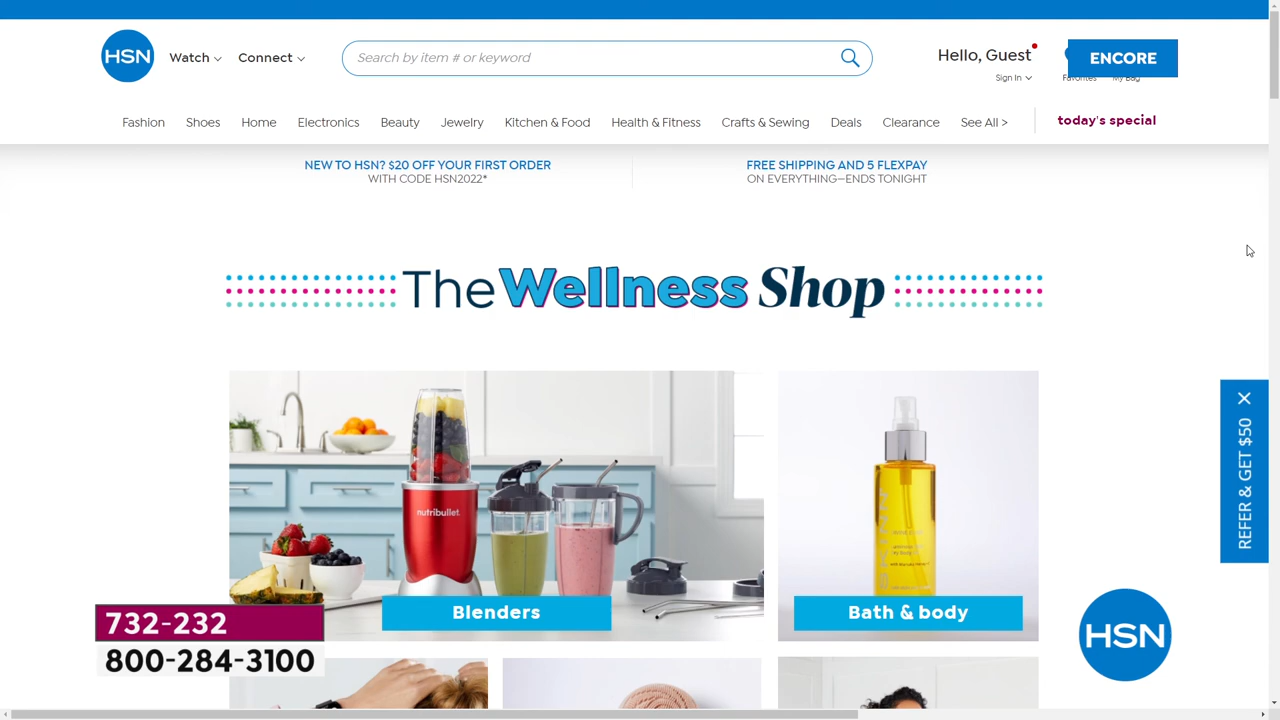 HSN
Watch
Connect
Search by item # or keyword
Hello, Guest
Sign In
Favorites
My Bag
ENCORE
Fashion
Shoes
Home
Electronics
Beauty
Jewelry
Kitchen & Food
Health & Fitness
Crafts & Sewing
Deals
Clearance
See All >
today's special
NEW TO HSN? $20 OFF YOUR FIRST ORDER
WITH CODE HSN2022*
FREE SHIPPING AND 5 FLEXPAY
ON EVERYTHING—ENDS TONIGHT
The Wellness Shop
nutribullet.
Blenders
Bath & body
REFER & GET $50
732-232
800-284-3100
HSN